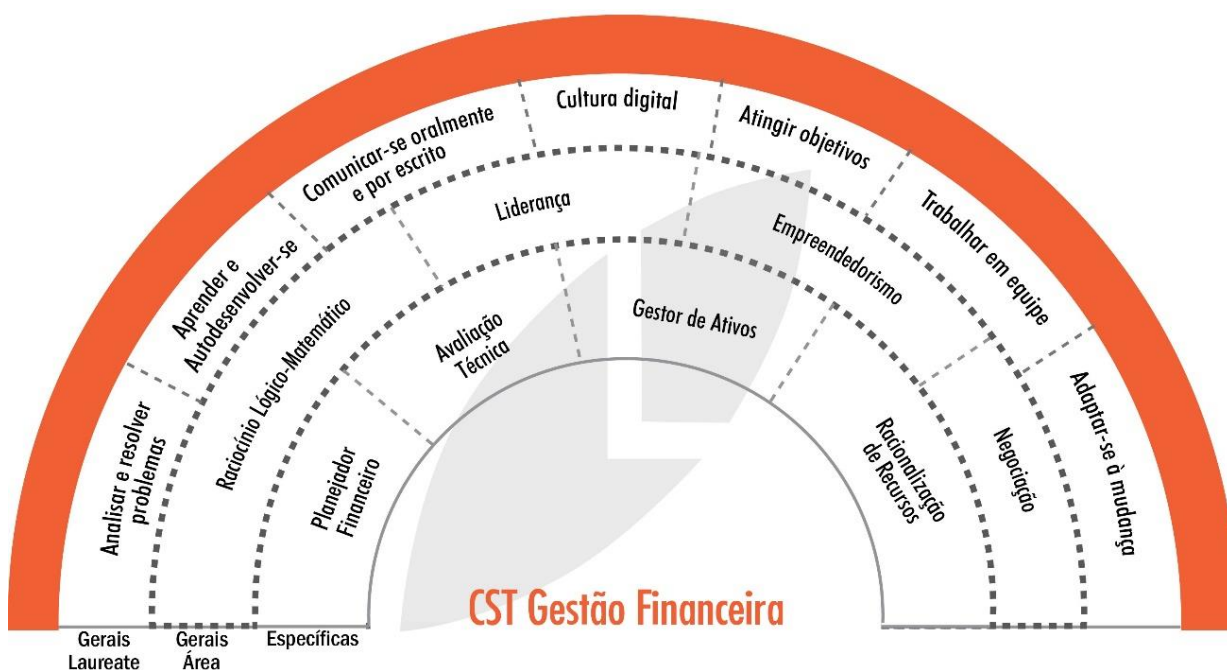 Analisar e resolver
problemas
Aprender e
Autodesenvolver-se
Comunicar-se oralmente
e por escrito
Cultura digital
Atingir objetivos
Trabalhar em equipe
Adaptar-se à mudança
Raciocínio Lógico-Matemático
Liderança
Empreendedorismo
Negociação
Planejador
Financeiro
Avaliação
Técnica
Gestor de Ativos
Racionalização
de Recursos
CST Gestão Financeira
Gerais
Laureate
Gerais
Área
Específicas